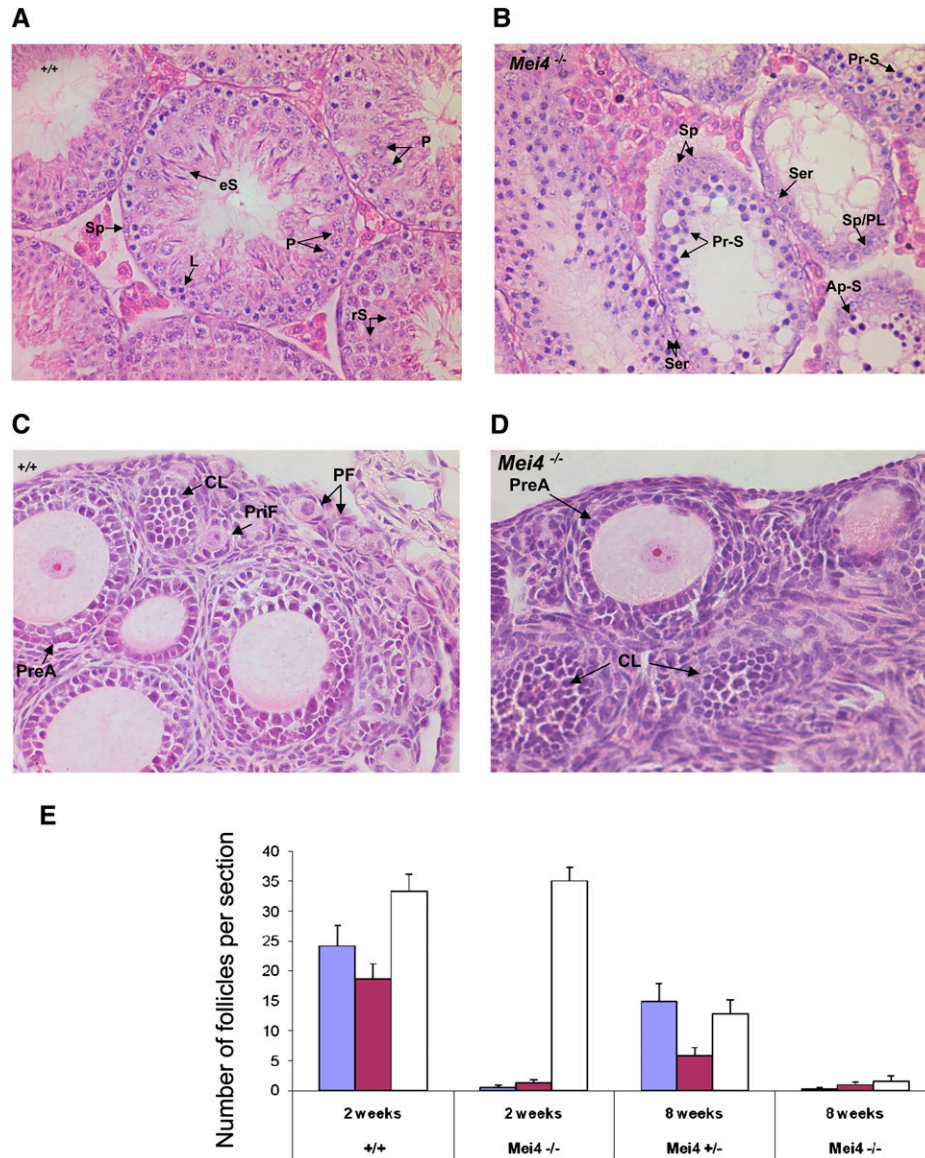 A
+/+
P
eS
Sp
P
L
rS
B
Mei4 -/-
Pr-S
Sp
Ser
Sp/PL
Pr-S
Ap-S
Ser
C
+/+
CL
PF
PriF
PreA
D
Mei4 -/-
PreA
CL
E
Number of follicles per section
40
35
30
25
20
15
10
5
0
2 weeks 2 weeks 8 weeks 8 weeks
+/+ Mei4 -/- Mei4 +/- Mei4 -/-